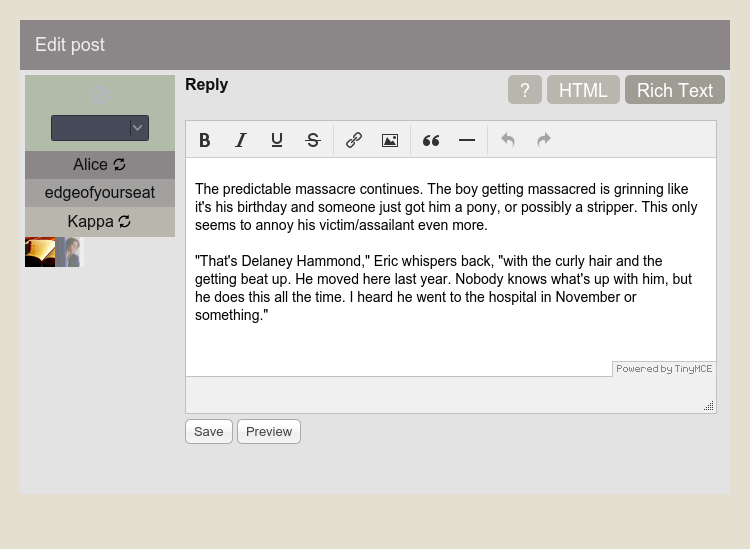 Edit post
Reply
? HTML Rich Text
Alice
edgeofyourseat
Kappa
B I U S
The predictable massacre continues. The boy getting massacred is grinning like
it's his birthday and someone just got him a pony, or possibly a stripper. This only
seems to annoy his victim/assailant even more.
"That's Delaney Hammond," Eric whispers back, "with the curly hair and the
getting beat up. He moved here last year. Nobody knows what's up with him, but
he does this all the time. I heard he went to the hospital in November or
something."
Powered by TinyMCE
Save Preview